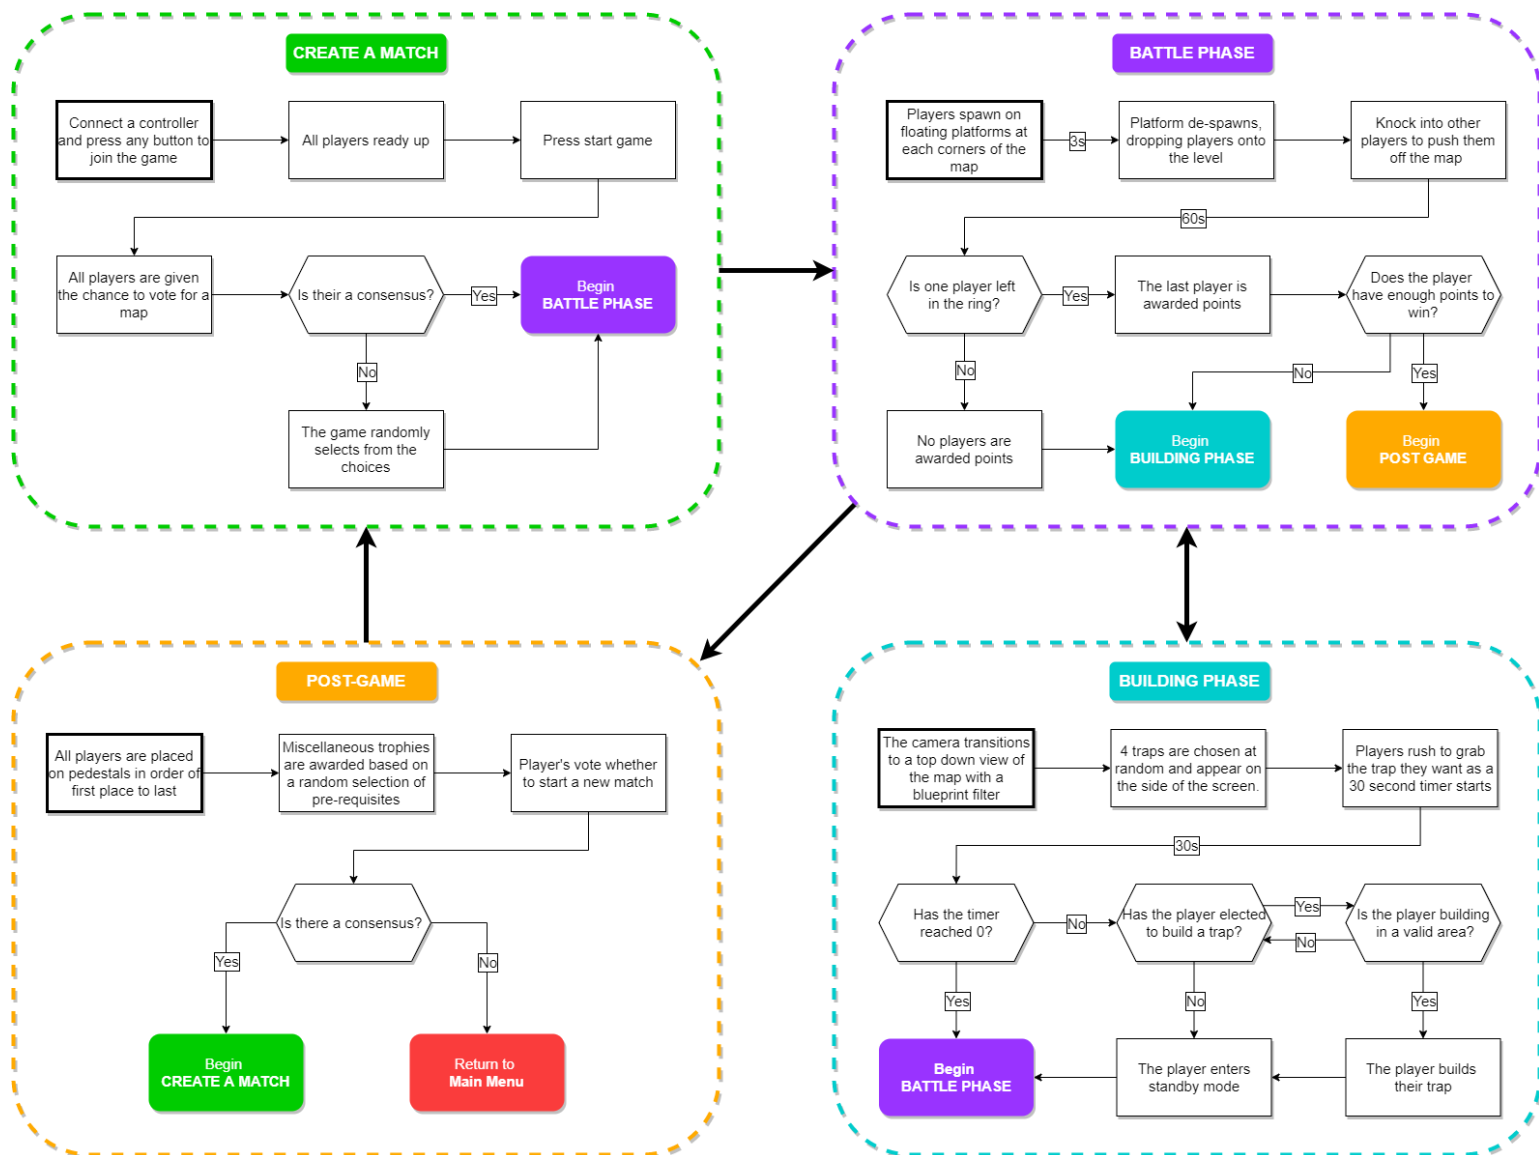 CREATE A MATCH
Connect a controller
and press any button to
join the game
All players ready up
Press start game
All players are given
the chance to vote for a
map
Is their a consensus?
Yes
Begin
BATTLE PHASE
No
The game randomly
selects from the
choices
BATTLE PHASE
Players spawn on
floating platforms at
each corners of the
map
3s
Platform de-spawns,
dropping players onto
the level
Knock into other
players to push them
off the map
60s
Is one player left
in the ring?
Yes
The last player is
awarded points
Does the player
have enough points to
win?
No
No
Yes
No players are
awarded points
Begin
BUILDING PHASE
Begin
POST GAME
POST-GAME
All players are placed
on pedestals in order of
first place to last
Miscellaneous trophies
are awarded based on
a random selection of
pre-requisites
Player's vote whether
to start a new match
Is there a consensus?
Yes
No
Begin
CREATE A MATCH
Return to
Main Menu
BUILDING PHASE
The camera transitions
to a top down view of
the map with a
blueprint filter
4 traps are chosen at
random and appear on
the side of the screen.
Players rush to grab
the trap they want as a
30 second timer starts
30s
Has the timer
reached 0?
No
Has the player elected
to build a trap?
Yes
No
Is the player building
in a valid area?
Yes
No
Yes
Begin
BATTLE PHASE
The player enters
standby mode
The player builds
their trap